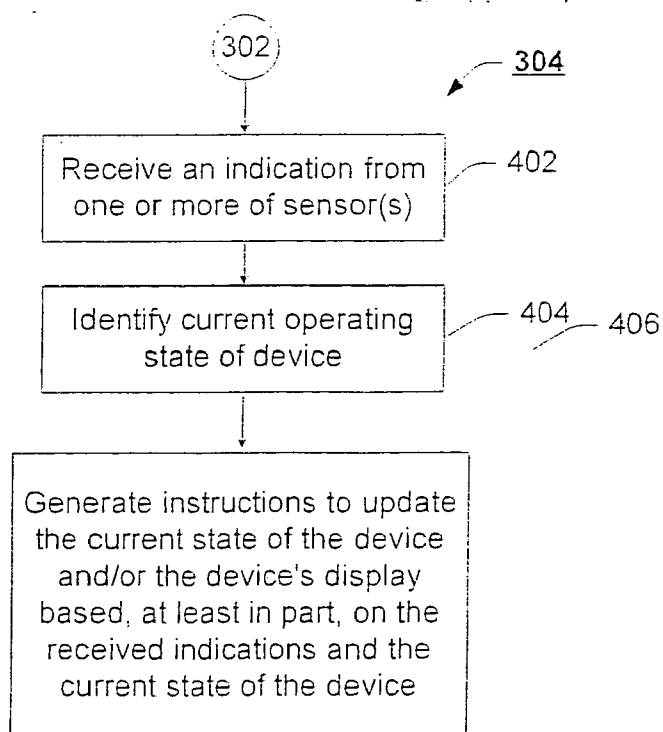 302
304
Receive an indication from
one or more of sensor(s)
402
Identify current operating
state of device
404
406
Generate instructions to update
the current state of the device
and/or the device's display
based, at least in part, on the
received indications and the
current state of the device